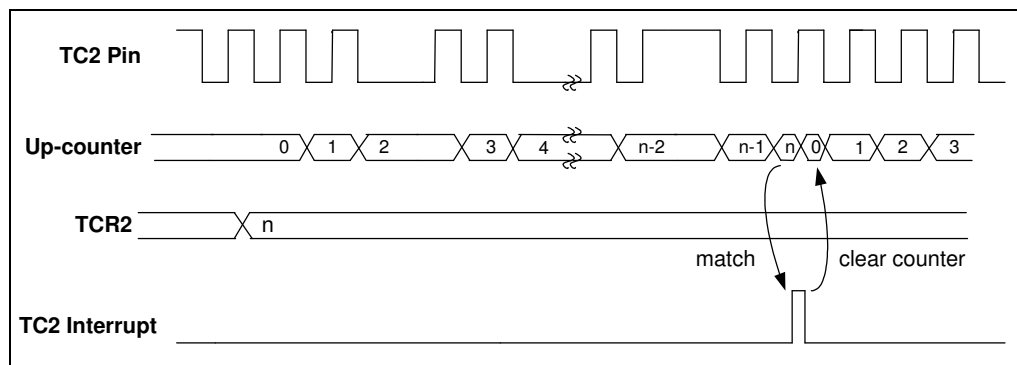 TC2 Pin
Up-counter 0 1 2 3 4 n-2 n-1 n 0 1 2 3
TCR2 n
match clear counter
TC2 Interrupt